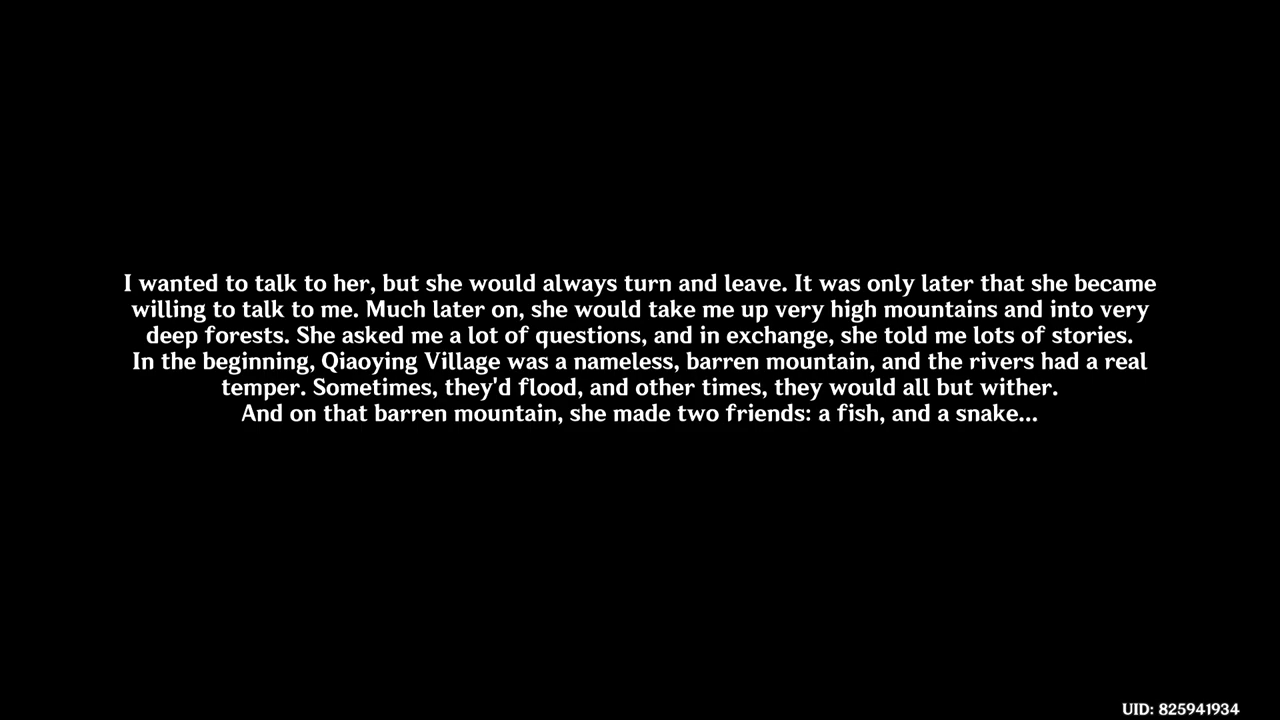 I wanted to talk to her, but she would always turn and leave. It was only later that she became
willing to talk to me. Much later on, she would take me up very high mountains and into very
deep forests. She asked me a lot of questions, and in exchange, she told me lots of stories.
In the beginning, Qiaoying Village was a nameless, barren mountain, and the rivers had a real
temper. Sometimes, they'd flood, and other times, they would all but wither.
And on that barren mountain, she made two friends: a fish, and a snake...
UID: 825941934